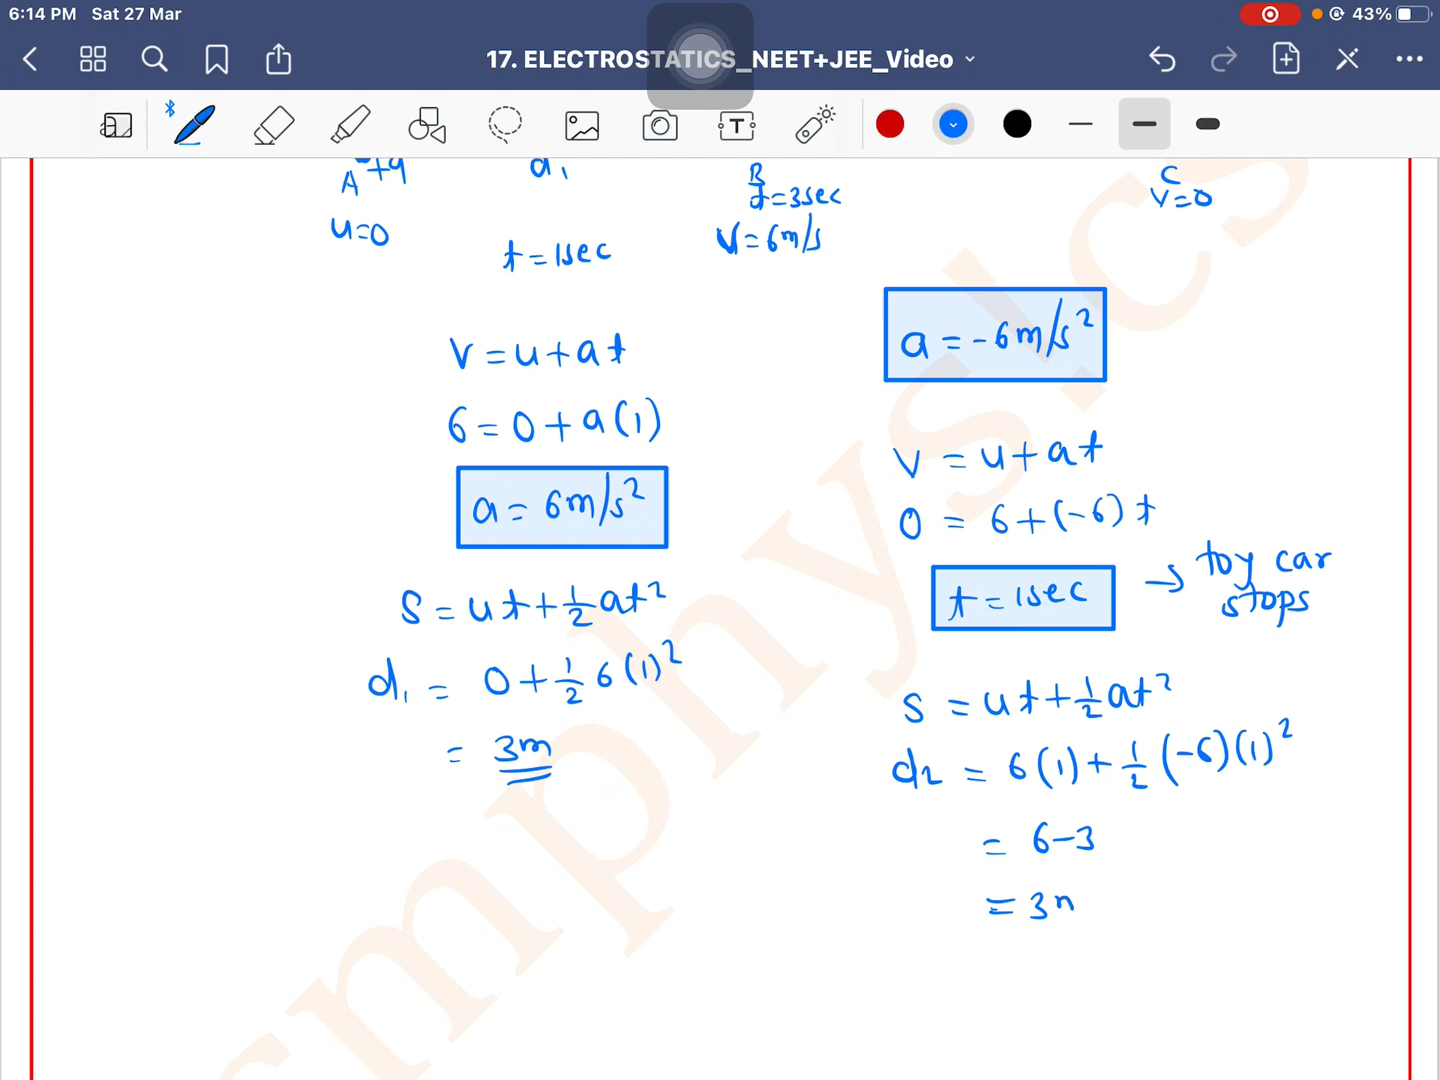 6:14 PM Sat 27 Mar
43%
17. ELECTROSTATICS_NEET+JEE_Video
T
A +q
d1
B
t=3sec
C
V=0
u=0
t=1sec
V=6m/s
V=u+at
6=0+a(1)
a=6m/s²
S=ut+½at²
d1 = 0+½6(1)²
= 3m
a=-6m/s²
V=u+at
0 = 6+(-6)t
t=1sec → toy car stops
S=ut+½at²
d2 = 6(1)+½(-6)(1)²
= 6-3
= 3n